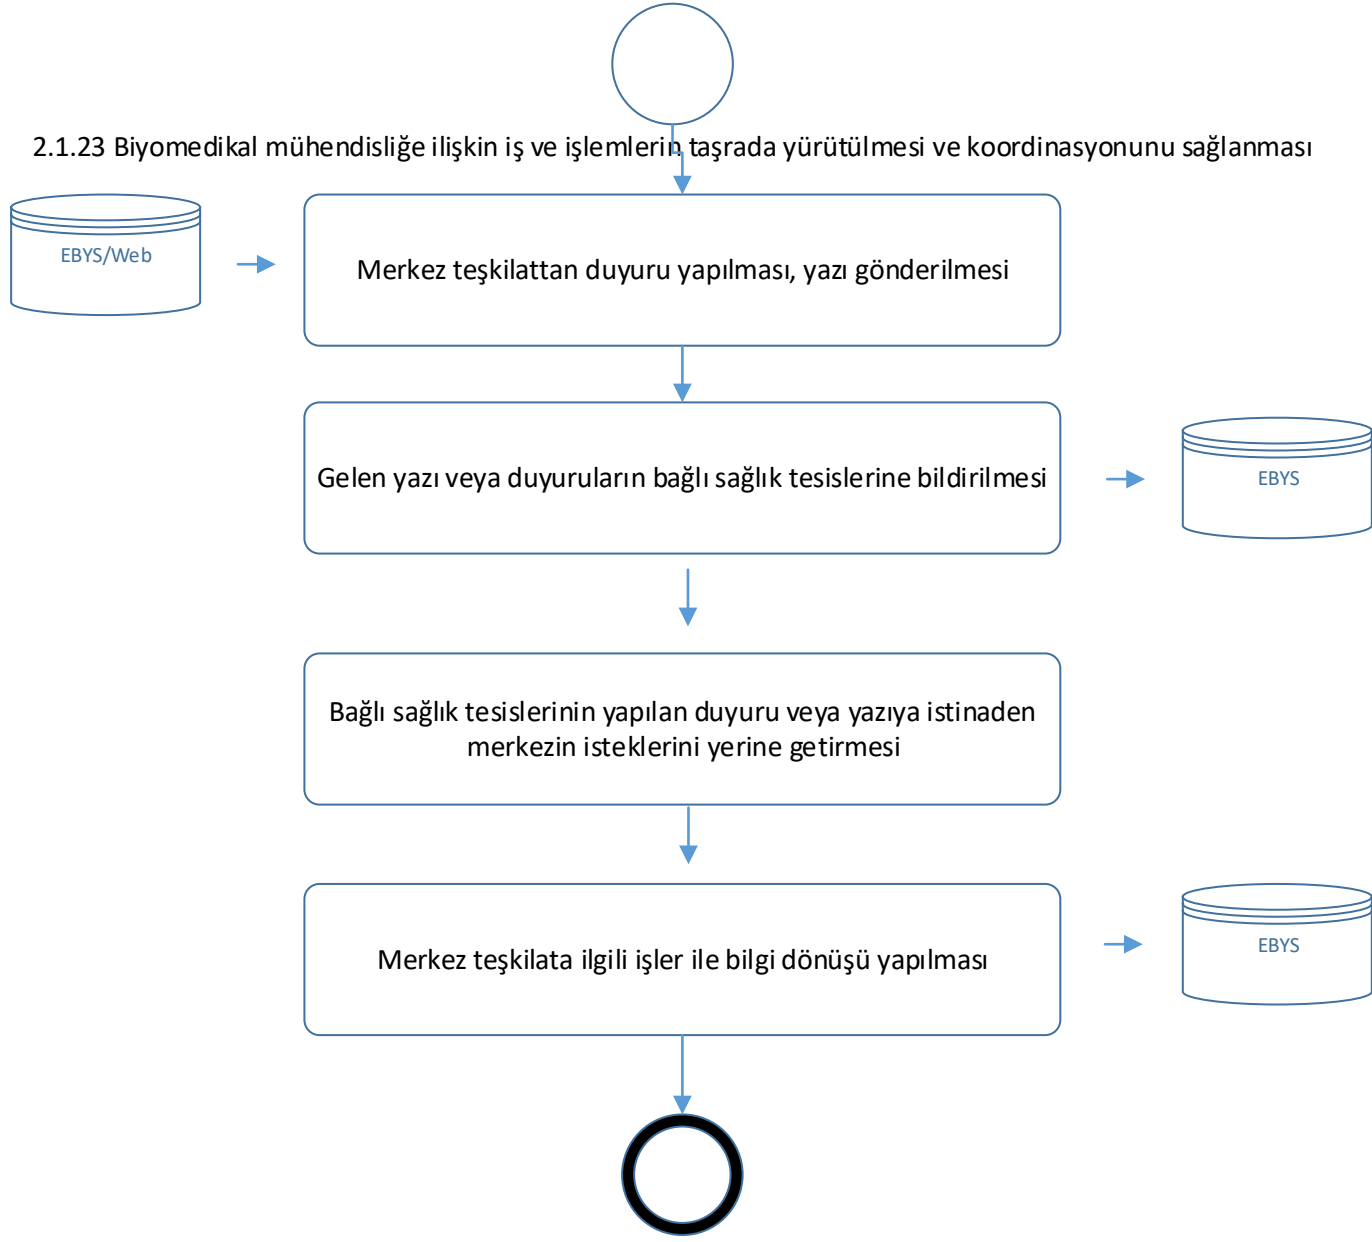 2.1.23 Biyomedikal mühendisliğe ilişkin iş ve işlemlerin taşrada yürütülmesi ve koordinasyonunu sağlanması
EBYS/Web
Merkez teşkilattan duyuru yapılması, yazı gönderilmesi
Gelen yazı veya duyuruların bağlı sağlık tesislerine bildirilmesi
EBYS
Bağlı sağlık tesislerinin yapılan duyuru veya yazıya istinaden
merkezin isteklerini yerine getirmesi
Merkez teşkilata ilgili işler ile bilgi dönüşü yapılması
EBYS